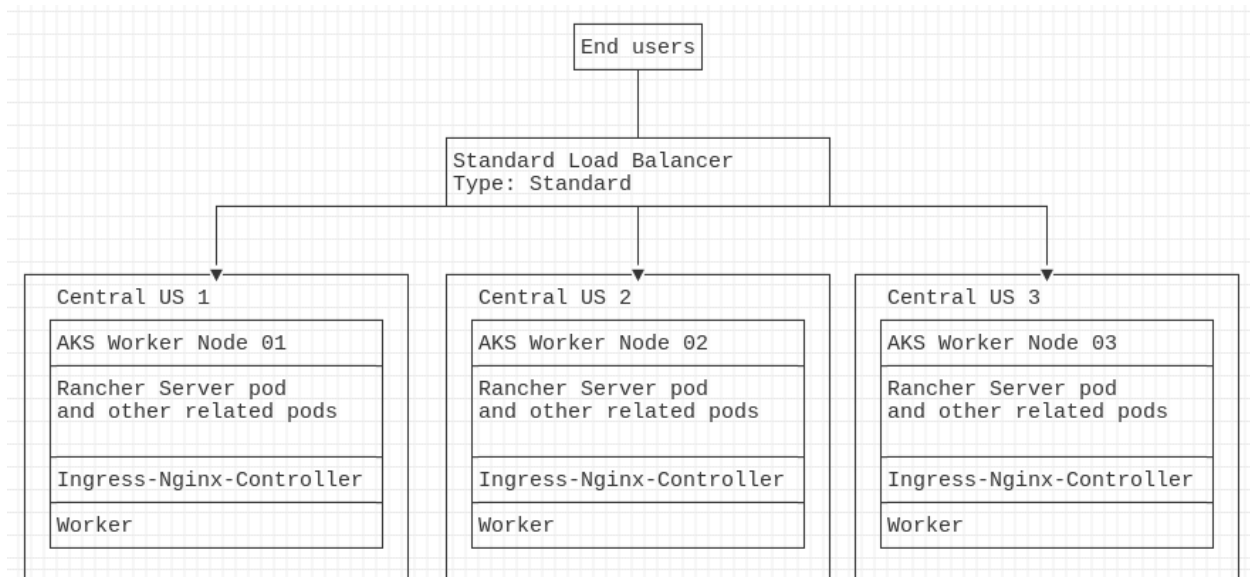 End users
Standard Load Balancer
Type: Standard
Central US 1
AKS Worker Node 01
Rancher Server pod
and other related pods
Ingress-Nginx-Controller
Worker
Central US 2
AKS Worker Node 02
Rancher Server pod
and other related pods
Ingress-Nginx-Controller
Worker
Central US 3
AKS Worker Node 03
Rancher Server pod
and other related pods
Ingress-Nginx-Controller
Worker